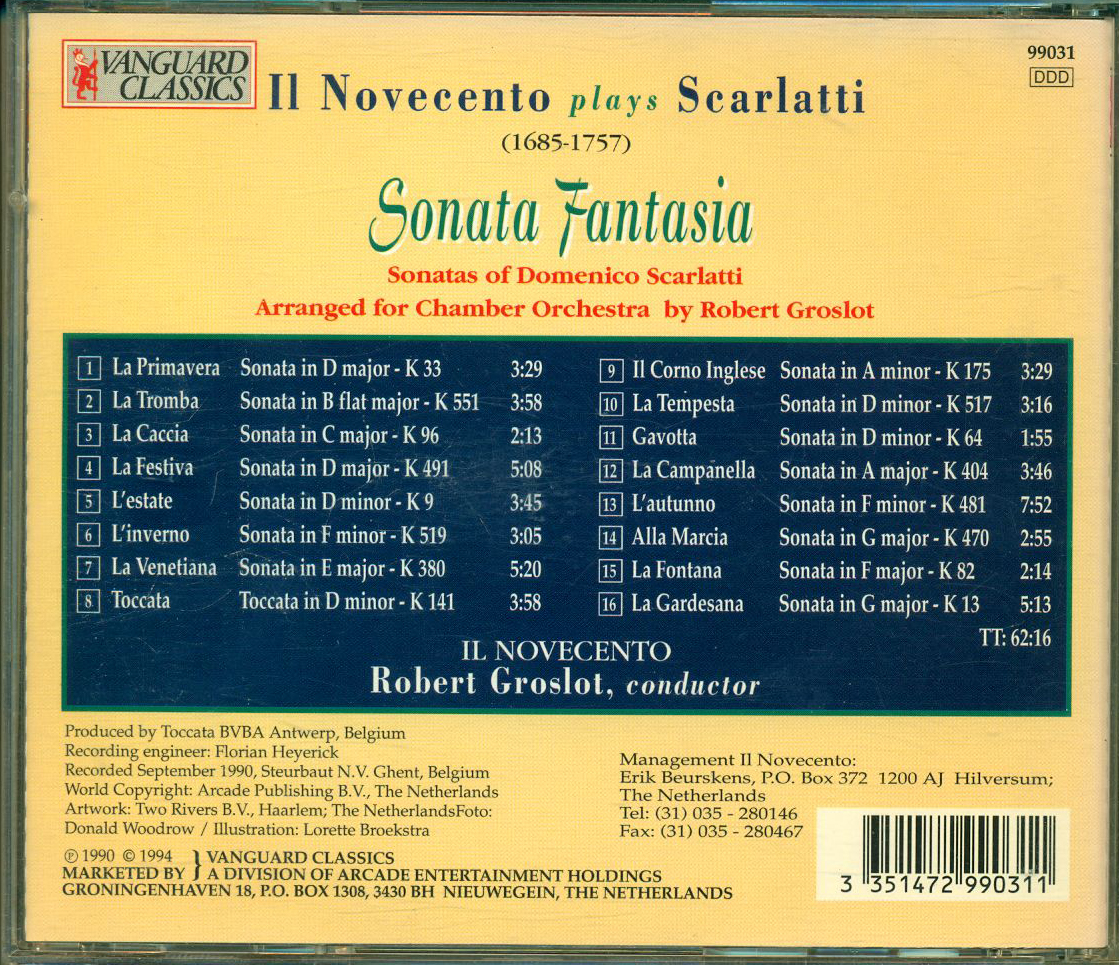 VANGUARD
CLASSICS
99031
DDD
Il Novecento plays Scarlatti
(1685-1757)
Sonata Fantasia
Sonatas of Domenico Scarlatti
Arranged for Chamber Orchestra by Robert Groslot
1 La Primavera Sonata in D major - K 33 3:29
2 La Tromba Sonata in B flat major - K 551 3:58
3 La Caccia Sonata in C major - K 96 2:13
4 La Festiva Sonata in D major - K 491 5:08
5 L'estate Sonata in D minor - K 9 3:45
6 L'inverno Sonata in F minor - K 519 3:05
7 La Venetiana Sonata in E major - K 380 5:20
8 Toccata Toccata in D minor - K 141 3:58
9 Il Corno Inglese Sonata in A minor - K 175 3:29
10 La Tempesta Sonata in D minor - K 517 3:16
11 Gavotta Sonata in D minor - K 64 1:55
12 La Campanella Sonata in A major - K 404 3:46
13 L'autunno Sonata in F minor - K 481 7:52
14 Alla Marcia Sonata in G major - K 470 2:55
15 La Fontana Sonata in F major - K 82 2:14
16 La Gardesana Sonata in G major - K 13 5:13
TT: 62:16
IL NOVECENTO
Robert Groslot, conductor
Produced by Toccata BVBA Antwerp, Belgium
Recording engineer: Florian Heyerick
Recorded September 1990, Steurbaut N.V. Ghent, Belgium
World Copyright: Arcade Publishing B.V., The Netherlands
Artwork: Two Rivers B.V., Haarlem; The NetherlandsFoto:
Donald Woodrow / Illustration: Lorette Broekstra
℗ 1990 © 1994 } VANGUARD CLASSICS
MARKETED BY } A DIVISION OF ARCADE ENTERTAINMENT HOLDINGS
GRONINGENHAVEN 18, P.O. BOX 1308, 3430 BH NIEUWEGEIN, THE NETHERLANDS
Management Il Novecento:
Erik Beurskens, P.O. Box 372 1200 AJ Hilversum;
The Netherlands
Tel: (31) 035 - 280146
Fax: (31) 035 - 280467
3 351472 990311